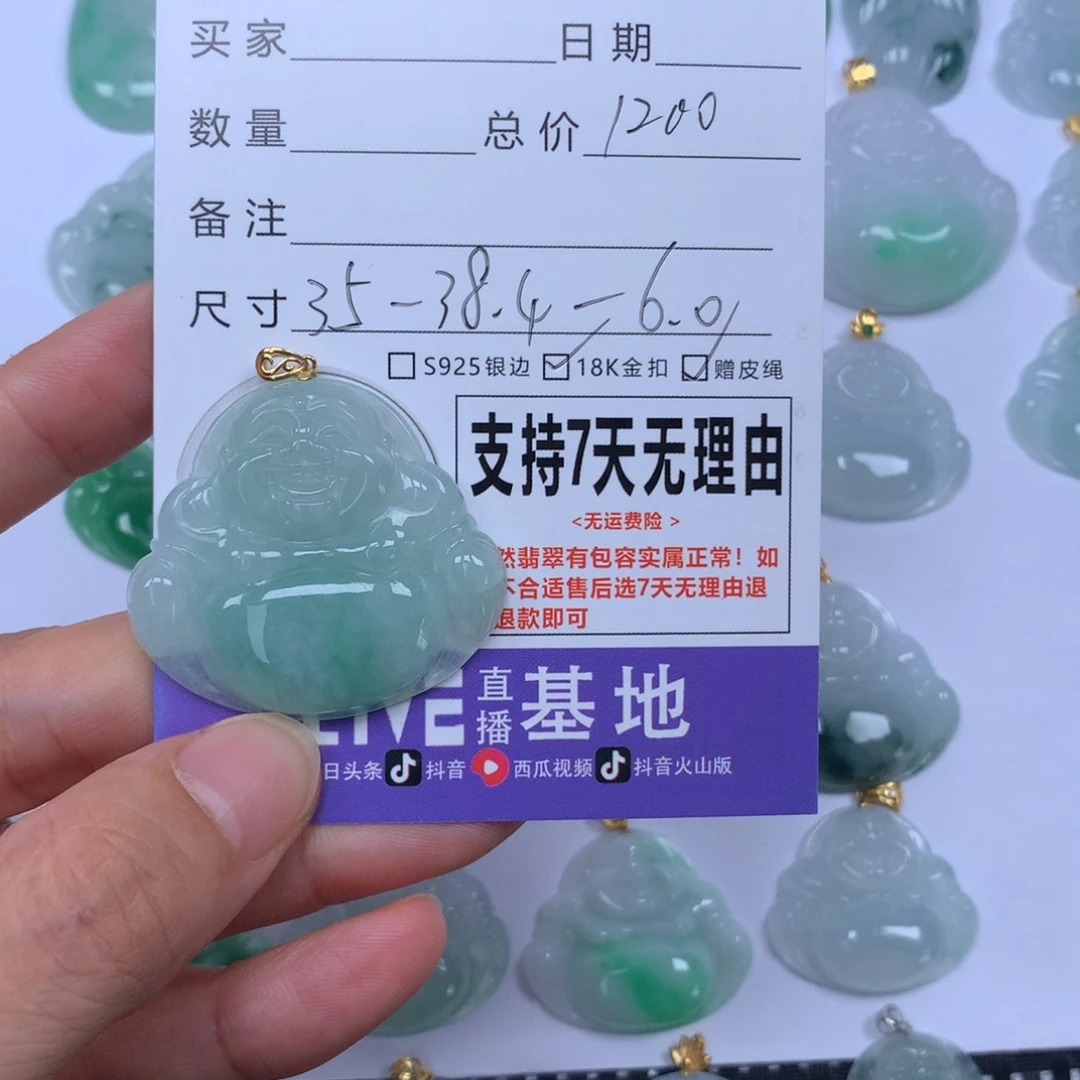 买家 日期
数量 总价 1200
备注
尺寸 35-38.4-6.0
S925银边 18K金扣 赠皮绳
支持7天无理由
<无运费险>
然翡翠有包容实属正常！如
不合适售后选7天无理由退
退款即可
LIVE 直播 基地
日头条 抖音 西瓜视频 抖音火山版